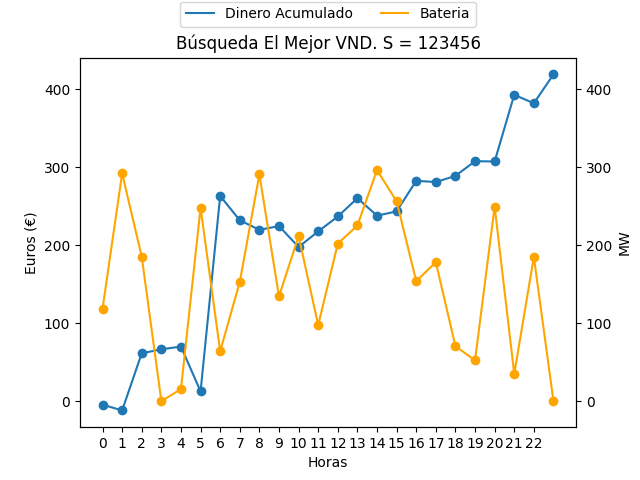 Dinero Acumulado Bateria
Búsqueda El Mejor VND. S = 123456
400 400
300 300
200 200
100 100
0 0
Euros (€)
MW
0 1 2 3 4 5 6 7 8 9 10 11 12 13 14 15 16 17 18 19 20 21 22
Horas